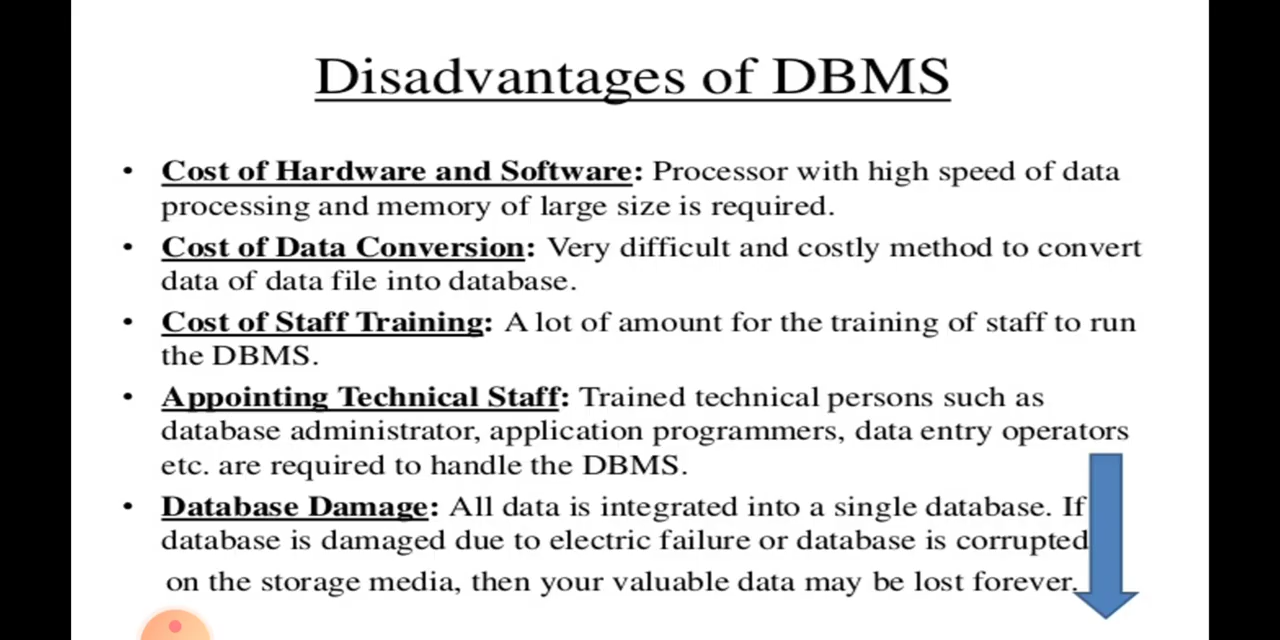 Disadvantages of DBMS
• Cost of Hardware and Software: Processor with high speed of data
processing and memory of large size is required.
• Cost of Data Conversion: Very difficult and costly method to convert
data of data file into database.
• Cost of Staff Training: A lot of amount for the training of staff to run
the DBMS.
• Appointing Technical Staff: Trained technical persons such as
database administrator, application programmers, data entry operators
etc. are required to handle the DBMS.
• Database Damage: All data is integrated into a single database. If
database is damaged due to electric failure or database is corrupted
on the storage media, then your valuable data may be lost forever.